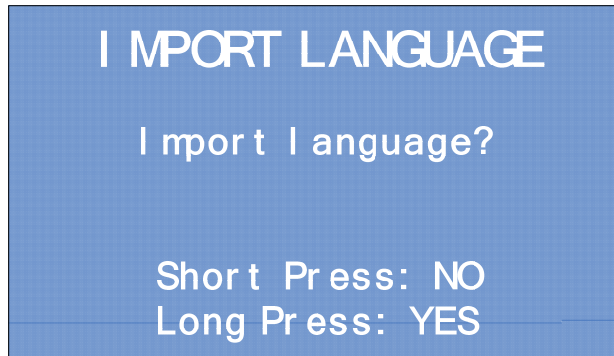 IMPORT LANGUAGE
Import language?
Short Press: NO
Long Press: YES